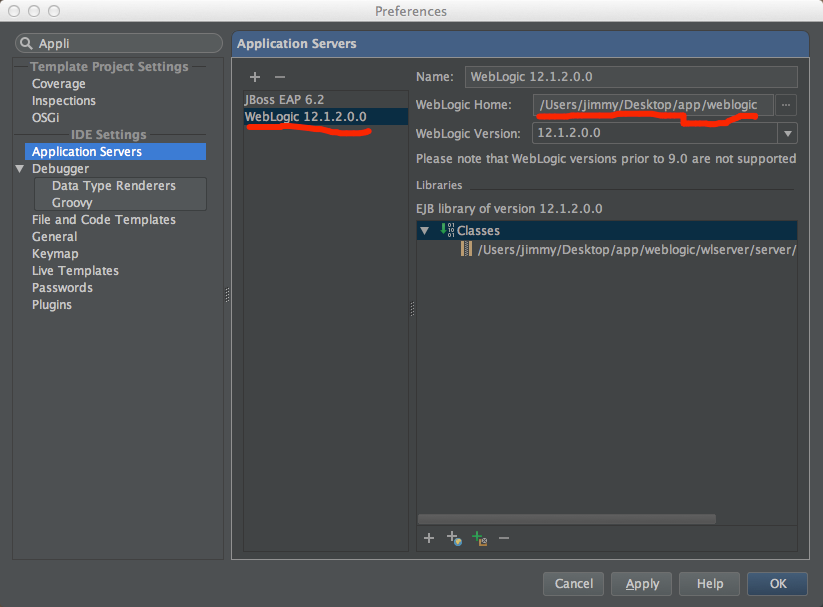 Preferences
Appli
Template Project Settings
Coverage
Inspections
OSGi
IDE Settings
Application Servers
Debugger
Data Type Renderers
Groovy
File and Code Templates
General
Keymap
Live Templates
Passwords
Plugins
Application Servers
JBoss EAP 6.2
WebLogic 12.1.2.0.0
Name: WebLogic 12.1.2.0.0
WebLogic Home: /Users/jimmy/Desktop/app/weblogic ...
WebLogic Version: 12.1.2.0.0
Please note that WebLogic versions prior to 9.0 are not supported
Libraries
EJB library of version 12.1.2.0.0
Classes
/Users/jimmy/Desktop/app/weblogic/wlserver/server/
Cancel Apply Help OK